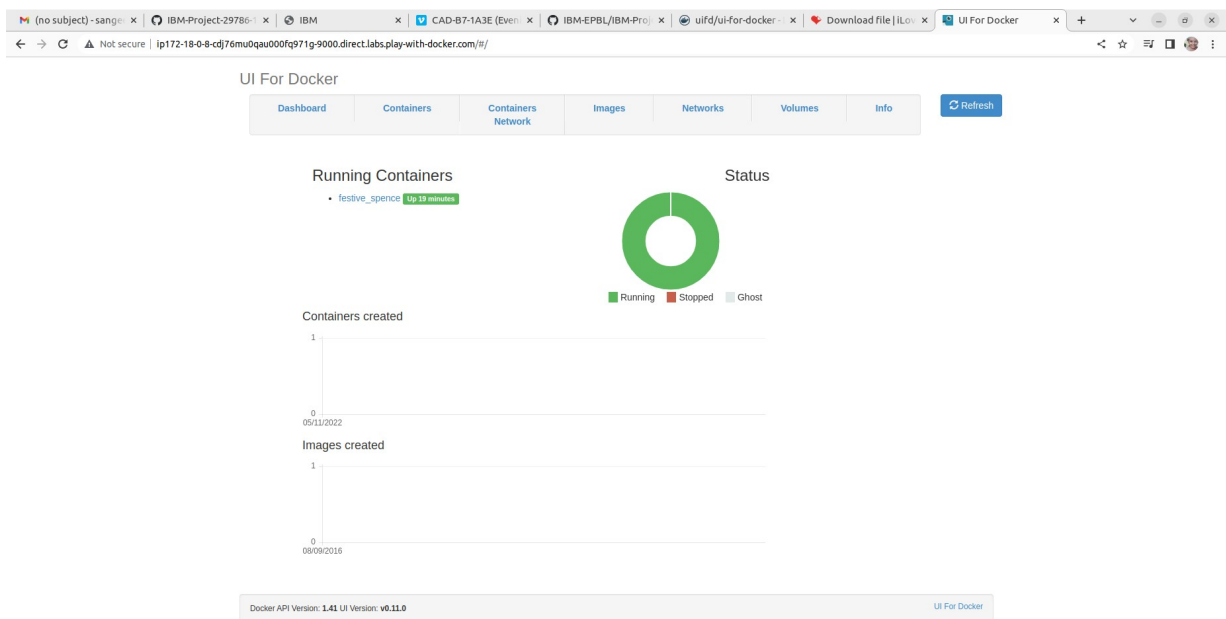 (no subject) - sange
IBM-Project-29786-1
IBM
CAD-B7-1A3E (Even
IBM-EPBL/IBM-Proj
uifd/ui-for-docker -
Download file | iLov
UI For Docker
Not secure
ip172-18-0-8-cdj76mu0qau000fq971g-9000.direct.labs.play-with-docker.com/#/
UI For Docker
Dashboard
Containers
Containers
Network
Images
Networks
Volumes
Info
Refresh
Running Containers
festive_spence Up 19 minutes
Status
Running Stopped Ghost
Containers created
1
0
05/11/2022
Images created
1
0
08/09/2016
Docker API Version: 1.41 UI Version: v0.11.0
UI For Docker